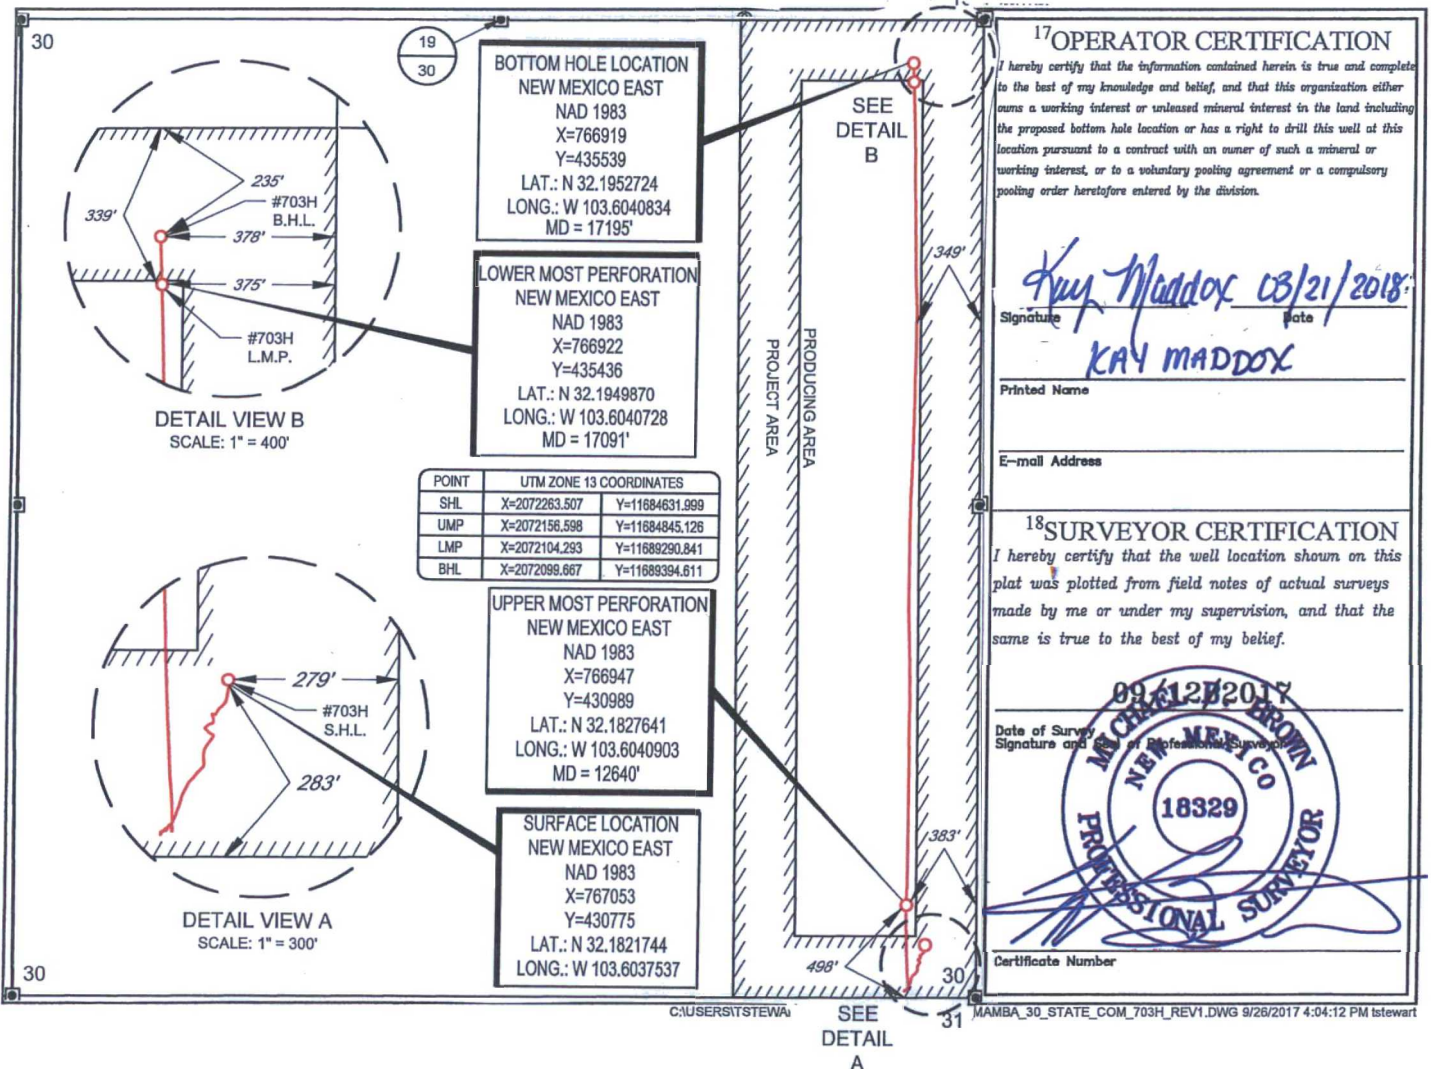 30
19
30
BOTTOM HOLE LOCATION
NEW MEXICO EAST
NAD 1983
X=766919
Y=435539
LAT.: N 32.1952724
LONG.: W 103.6040834
MD = 17195'
LOWER MOST PERFORATION
NEW MEXICO EAST
NAD 1983
X=766922
Y=435436
LAT.: N 32.1949870
LONG.: W 103.6040728
MD = 17091'
235'
#703H
B.H.L.
339'
378'
375'
#703H
L.M.P.
DETAIL VIEW B
SCALE: 1" = 400'
POINT UTM ZONE 13 COORDINATES
SHL X=2072263.507 Y=11684631.999
UMP X=2072156.598 Y=11684845.126
LMP X=2072104.293 Y=11689290.841
BHL X=2072099.667 Y=11689394.611
UPPER MOST PERFORATION
NEW MEXICO EAST
NAD 1983
X=766947
Y=430989
LAT.: N 32.1827641
LONG.: W 103.6040903
MD = 12640'
SURFACE LOCATION
NEW MEXICO EAST
NAD 1983
X=767053
Y=430775
LAT.: N 32.1821744
LONG.: W 103.6037537
279'
#703H
S.H.L.
283'
DETAIL VIEW A
SCALE: 1" = 300'
30
SEE
DETAIL
B
349'
PRODUCING AREA
PROJECT AREA
383'
498'
30
31
SEE
DETAIL
A
17OPERATOR CERTIFICATION
I hereby certify that the information contained herein is true and complete
to the best of my knowledge and belief, and that this organization either
owns a working interest or unleased mineral interest in the land including
the proposed bottom hole location or has a right to drill this well at this
location pursuant to a contract with an owner of such a mineral or
working interest, or to a voluntary pooling agreement or a compulsory
pooling order heretofore entered by the division.
Kay Maddox 03/21/2018
Signature Date
KAY MADDOX
Printed Name
E-mail Address
18SURVEYOR CERTIFICATION
I hereby certify that the well location shown on this
plat was plotted from field notes of actual surveys
made by me or under my supervision, and that the
same is true to the best of my belief.
Date of Survey
Signature and Seal of Professional Surveyor
MICHAEL D. BROWN
NEW MEXICO
18329
PROFESSIONAL SURVEYOR
Certificate Number
C:\USERS\TSTEWA
MAMBA_30_STATE_COM_703H_REV1.DWG 9/26/2017 4:04:12 PM tstewart